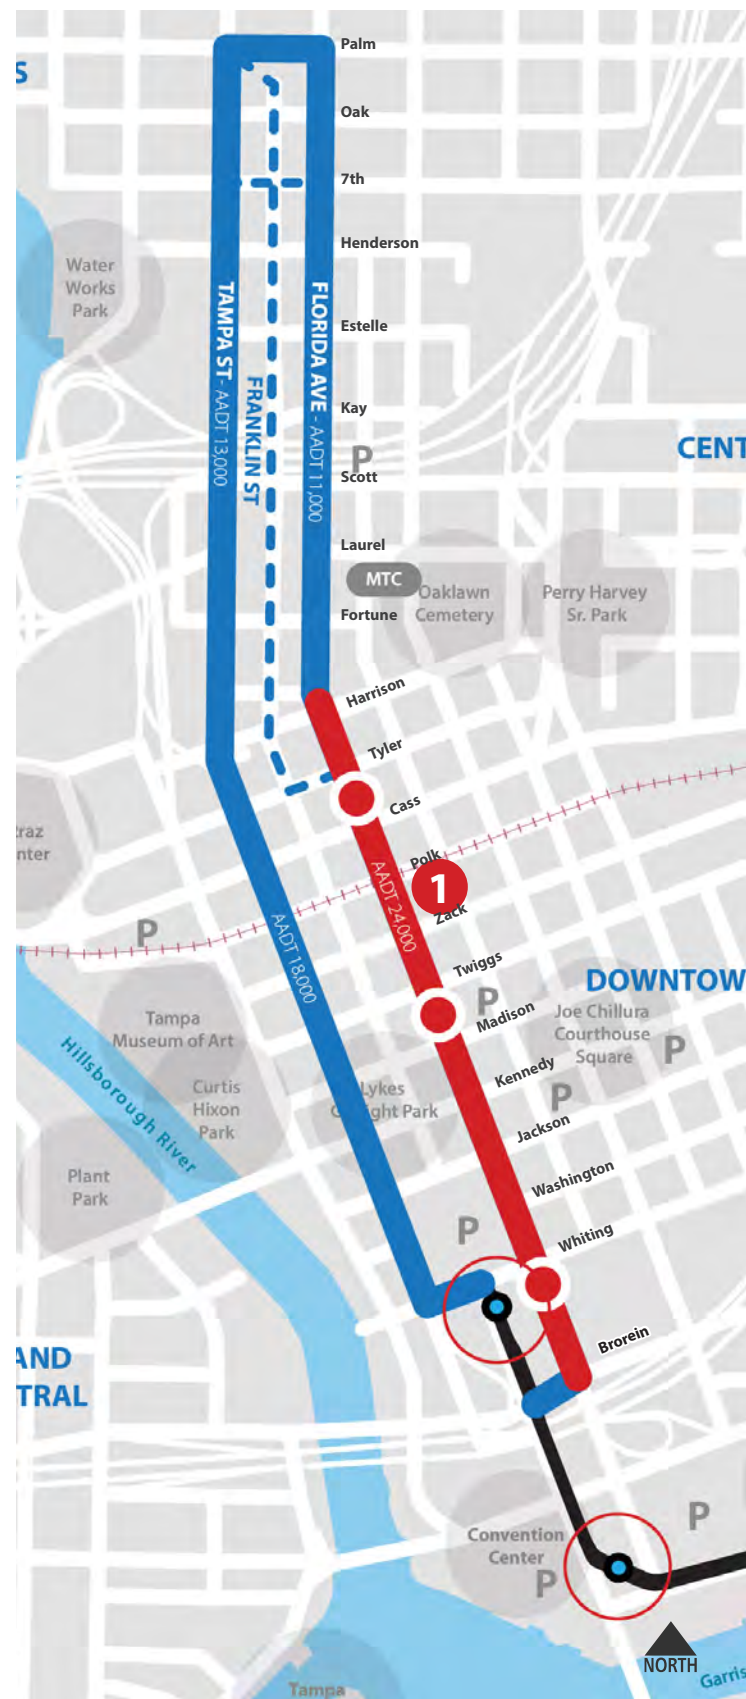 Palm
S
Oak
7th
Henderson
Water
Works
Park
TAMPA ST - AADT 13,000
FLORIDA AVE - AADT 11,000
Estelle
FRANKLIN ST
Kay
CENT
P
Scott
Laurel
MTC
Oaklawn
Cemetery
Perry Harvey
Sr. Park
Fortune
Harrison
Tyler
Cass
raz
nter
Polk
AADT 24,000
1
Zack
P
AADT 18,000
Twiggs
DOWNTOW
P
Madison
Joe Chillura
Courthouse
Square
P
Tampa
Museum of Art
Hillsborough River
Kennedy
P
Curtis
Hixon
Park
Lykes
Jackson
Plant
Park
Washington
P
Whiting
Brorein
AND
TRAL
P
Convention
Center
P
NORTH
Garris
Tampa